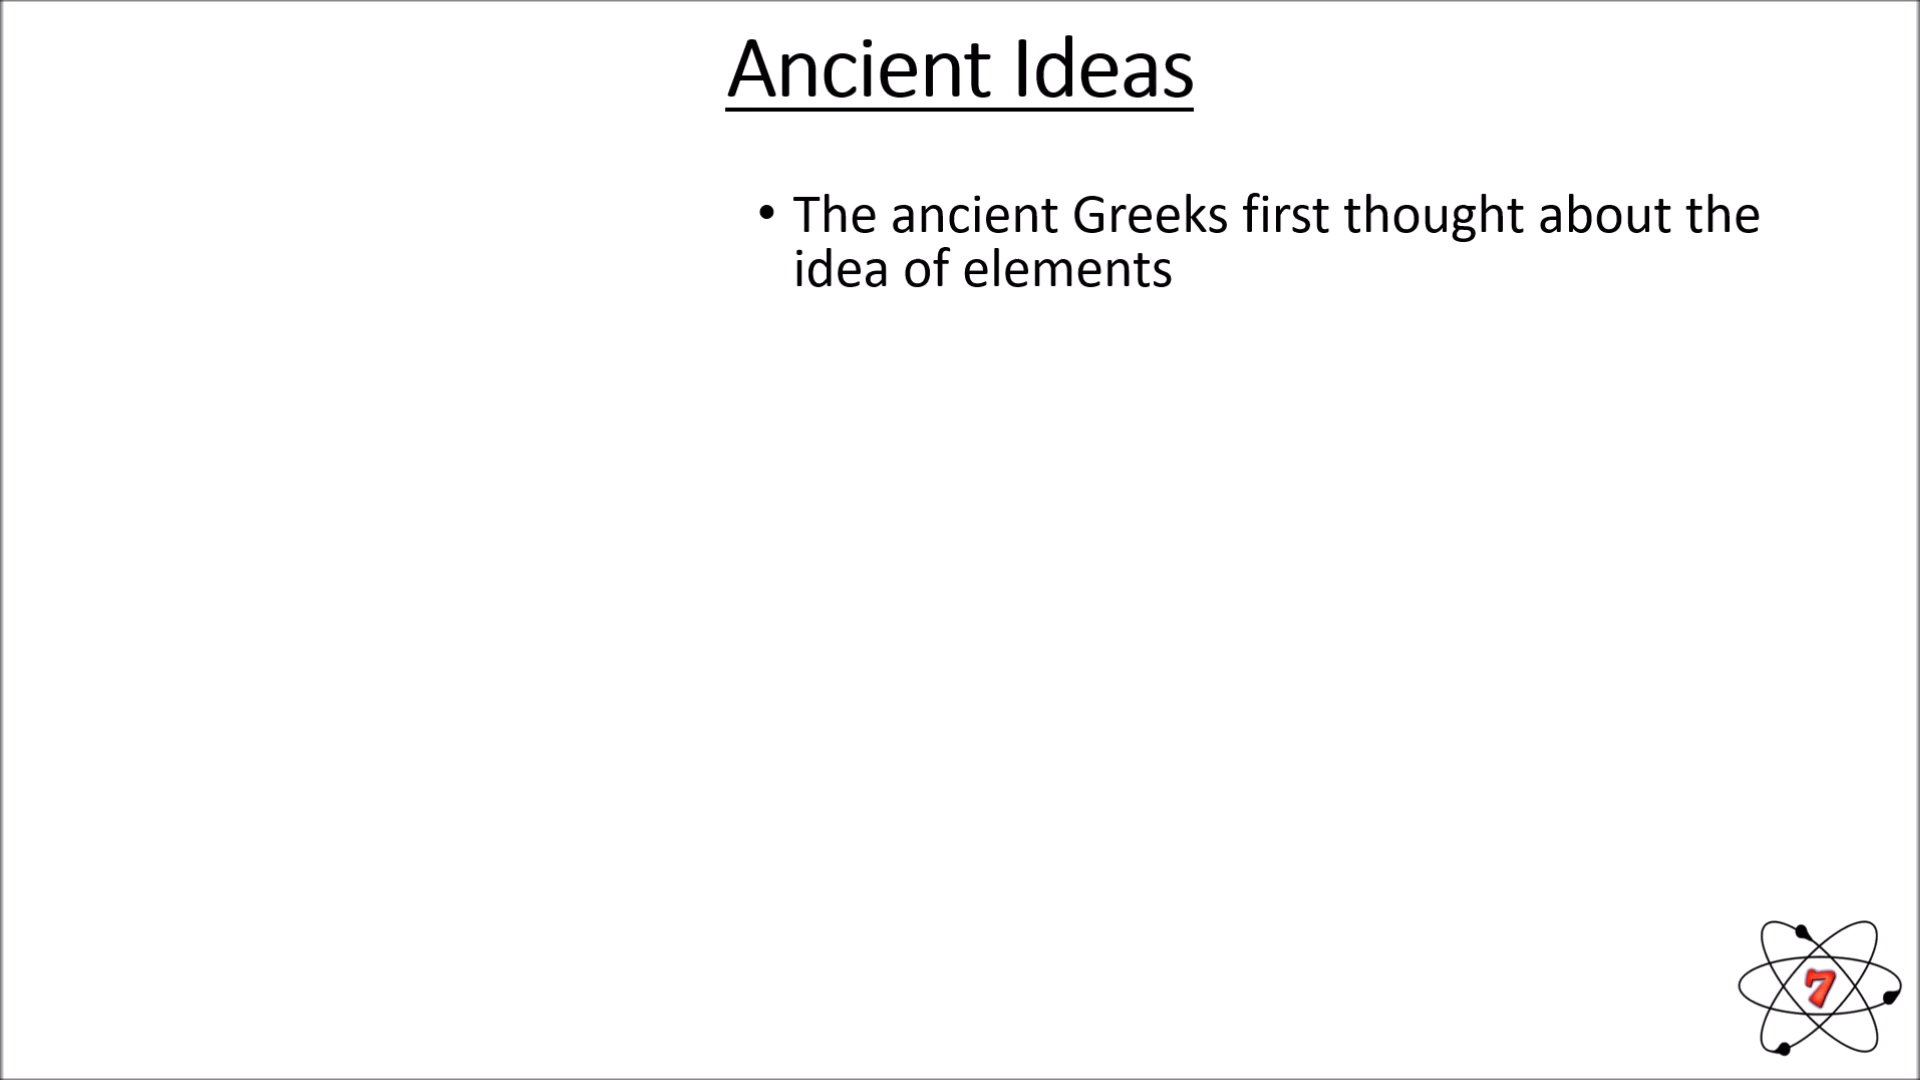 Ancient Ideas
• The ancient Greeks first thought about the
idea of elements
7